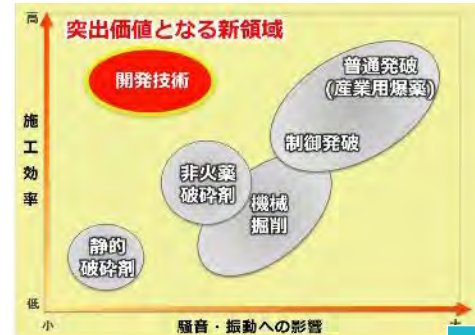 高
突出価値となる新領域
開発技術
普通発破
(産業用爆薬)
制御発破
施工効率
非火薬
破砕剤
機械
掘削
静的
破砕剤
低
小
騒音・振動への影響
大